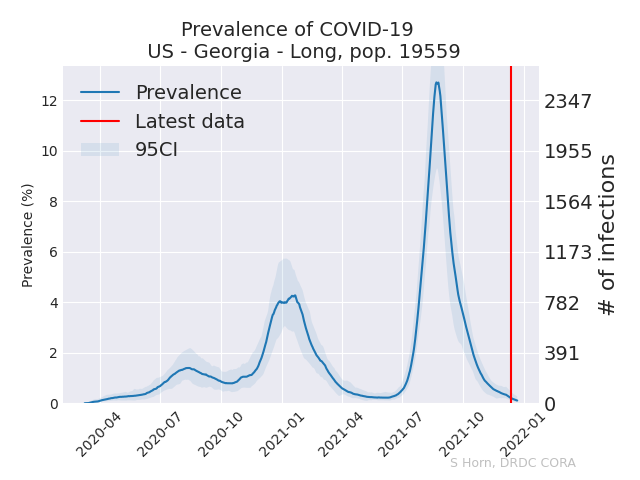 Prevalence of COVID-19
US - Georgia - Long, pop. 19559
Prevalence
Latest data
95CI
Prevalence (%)
12
10
8
6
4
2
0
2347
1955
1564
1173
782
391
0
# of infections
2020-04
2020-07
2020-10
2021-01
2021-04
2021-07
2021-10
2022-01
S Horn, DRDC CORA